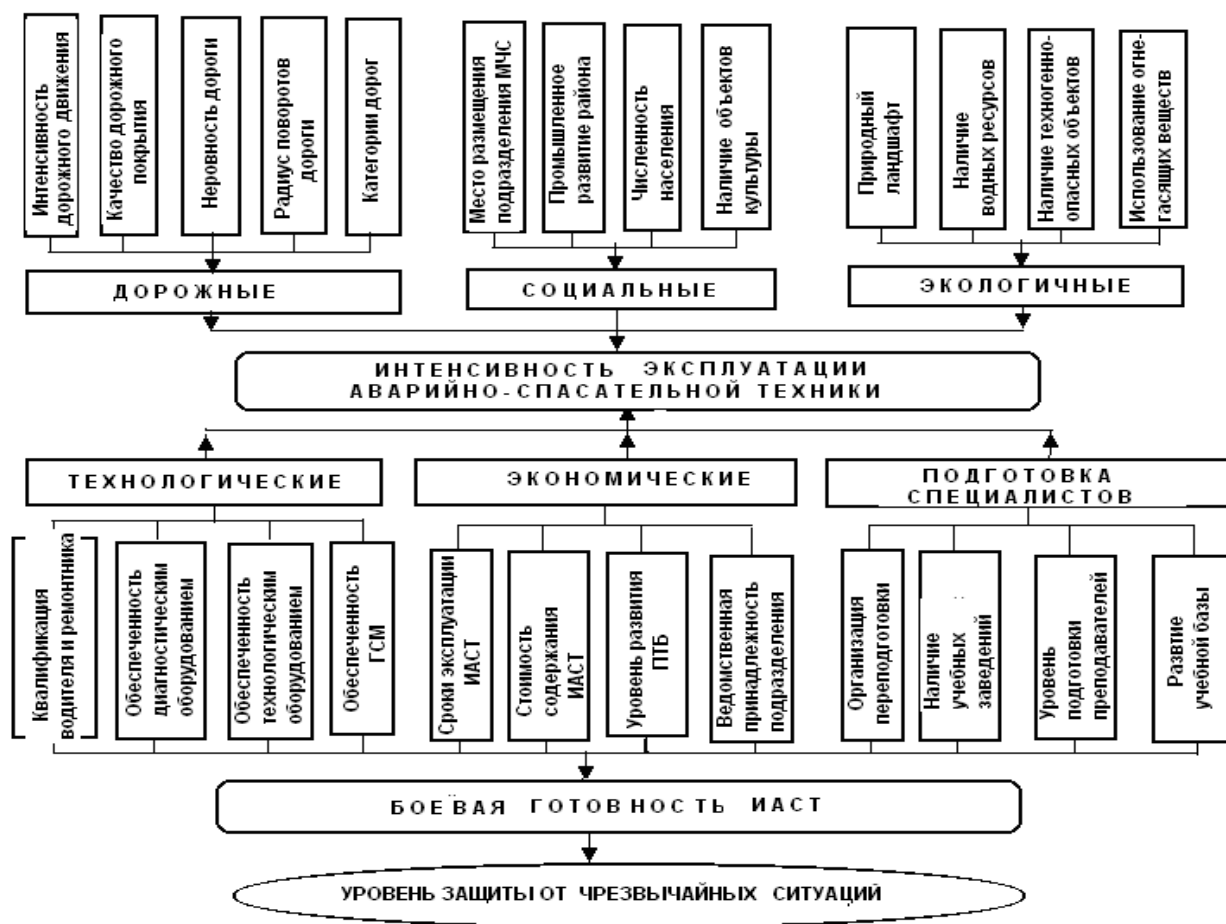 Интенсивность
дорожного движения
Качество дорожного
покрытия
Неровность дороги
Радиус поворотов
дороги
Категории дорог
Место размещения
подразделения МЧС
Промышленное
развитие района
Численность
населения
Наличие объектов
культуры
Природный
ландшафт
Наличие
водных ресурсов
Наличие техногенно-
опасных объектов
Использование огне-
гасящих веществ
ДОРОЖНЫЕ
СОЦИАЛЬНЫЕ
ЭКОЛОГИЧНЫЕ
ИНТЕНСИВНОСТЬ ЭКСПЛУАТАЦИИ
АВАРИЙНО-СПАСАТЕЛЬНОЙ ТЕХНИКИ
ТЕХНОЛОГИЧЕСКИЕ
ЭКОНОМИЧЕСКИЕ
ПОДГОТОВКА
СПЕЦИАЛИСТОВ
Квалификация
водителя и ремонтника
Обеспеченность
диагностическим
оборудованием
Обеспеченность
технологическим
оборудованием
Обеспеченность
ГСМ
Сроки эксплуатации
ИАСТ
Стоимость
содержания
ИАСТ
Уровень развития
ПТБ
Ведомственная
принадлежность
подразделения
Организация
переподготовки
Наличие
учебных
заведений
Уровень
подготовки
преподавателей
Развитие
учебной базы
БОЕВАЯ ГОТОВНОСТЬ ИАСТ
УРОВЕНЬ ЗАЩИТЫ ОТ ЧРЕЗВЫЧАЙНЫХ СИТУАЦИЙ